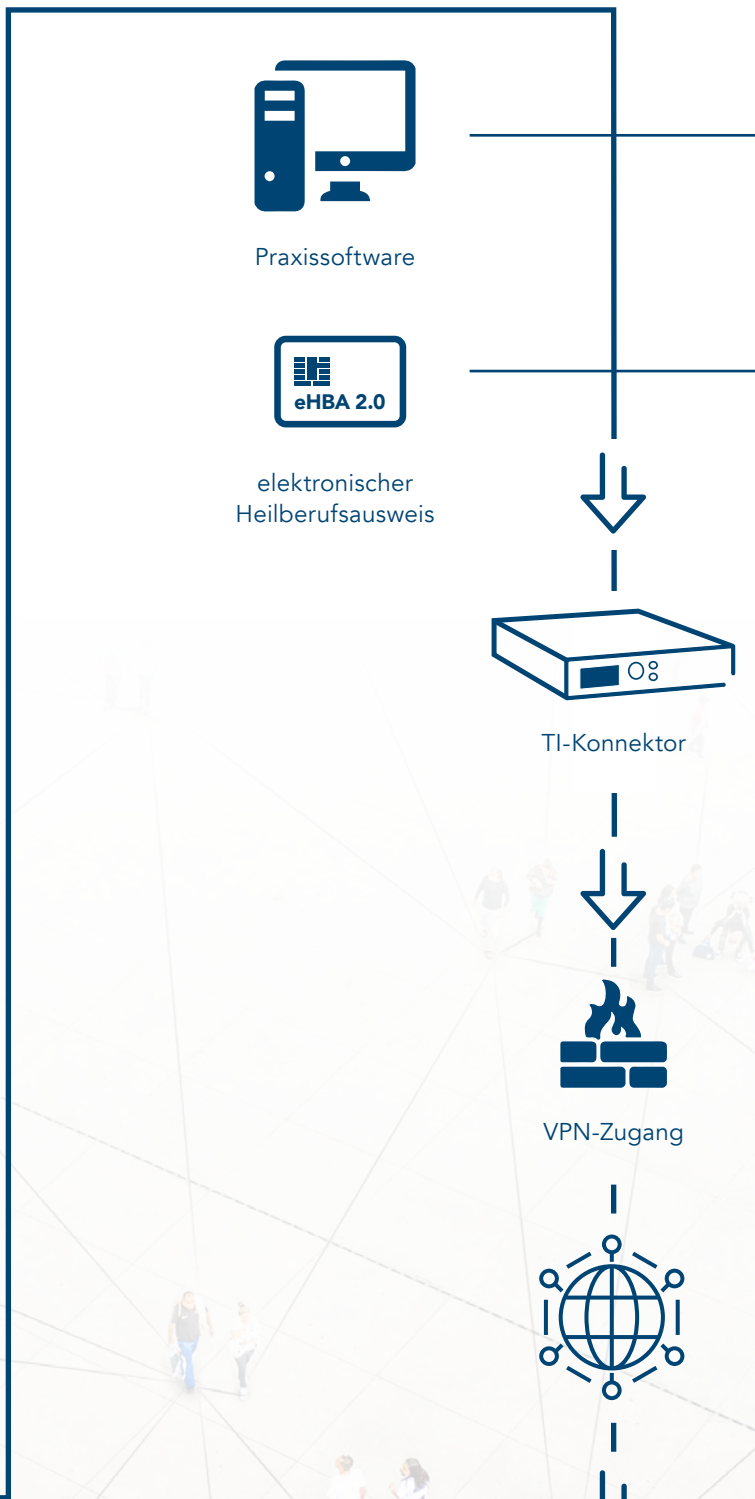 Praxissoftware
eHBA 2.0
elektronischer
Heilberufsausweis
TI-Konnektor
VPN-Zugang